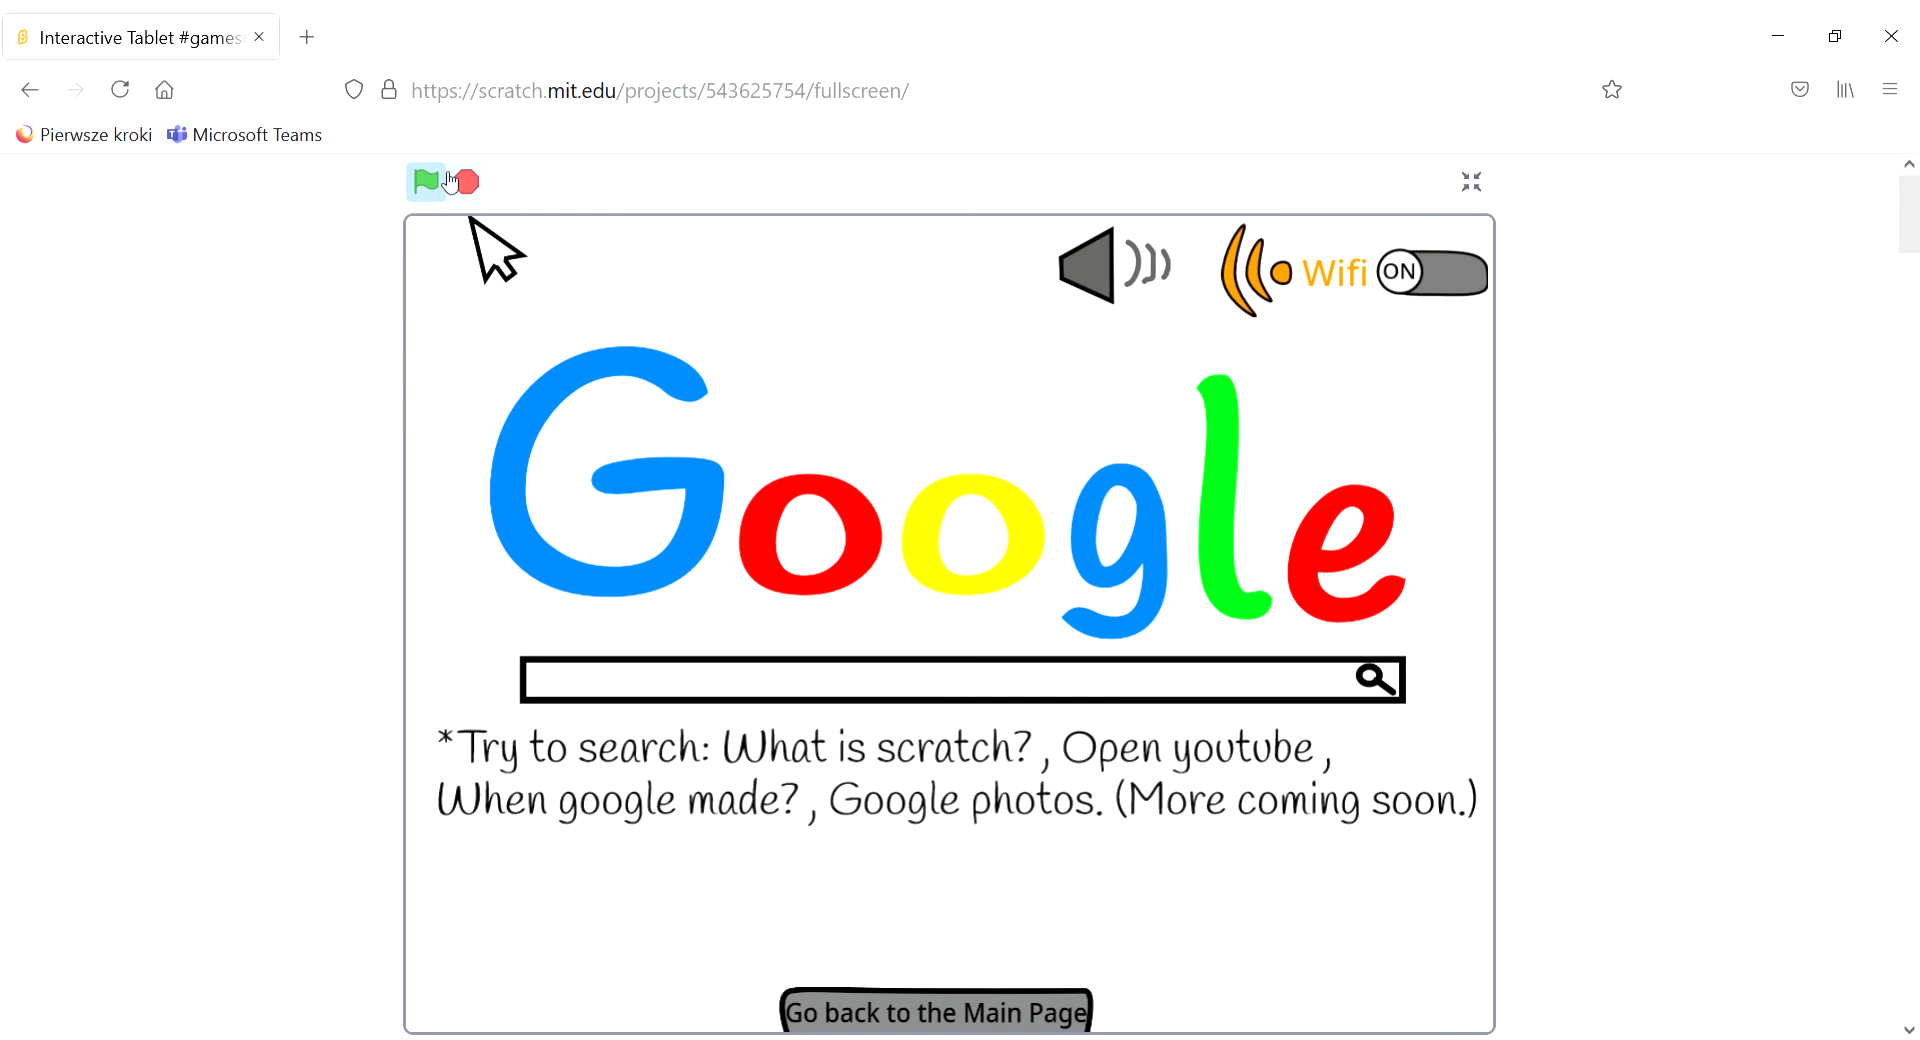 Interactive Tablet #games
https://scratch.mit.edu/projects/543625754/fullscreen/
Pierwsze kroki
Microsoft Teams
Wifi
ON
Google
*Try to search: What is scratch? , Open youtube ,
When google made? , Google photos. (More coming soon.)
Go back to the Main Page